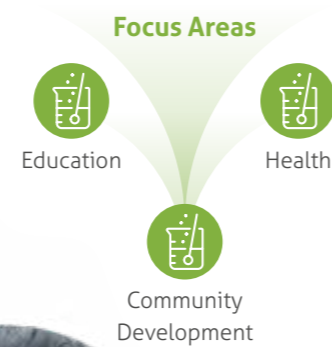 Focus Areas
Education
Health
Community
Development